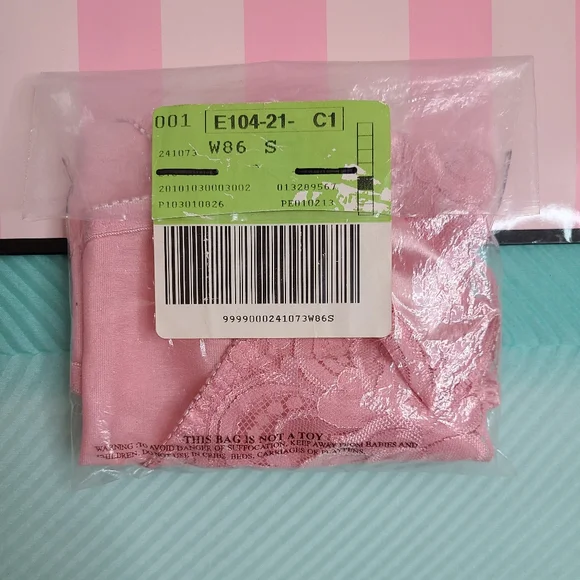 001 E104-21- C1
241073 W86 S
20101030003002 013289567
P103010826 PE010213
9999000241073W86S
THIS BAG IS NOT A TOY
WARNING: TO AVOID DANGER OF SUFFOCATION, KEEP AWAY FROM BABIES AND
CHILDREN. DO NOT USE IN CRIBS, BEDS, CARRIAGES OR PLAYPENS.